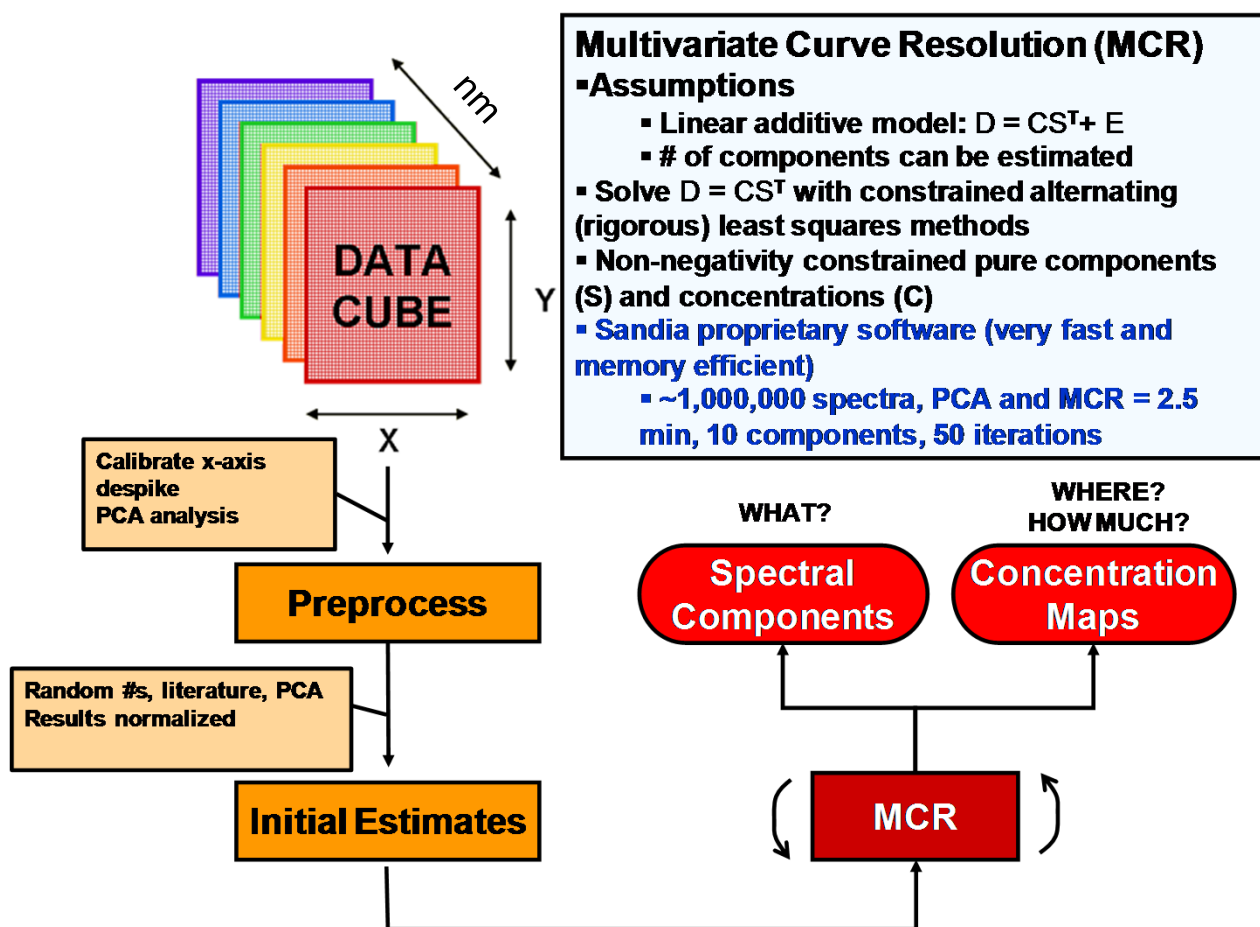 nm
DATA
CUBE
Y
X
Multivariate Curve Resolution (MCR)
▪Assumptions
▪ Linear additive model: D = CSᵀ+ E
▪ # of components can be estimated
▪ Solve D = CSᵀ with constrained alternating
(rigorous) least squares methods
▪ Non-negativity constrained pure components
(S) and concentrations (C)
▪ Sandia proprietary software (very fast and
memory efficient)
▪ ~1,000,000 spectra, PCA and MCR = 2.5
min, 10 components, 50 iterations
Calibrate x-axis
despike
PCA analysis
Preprocess
Random #s, literature, PCA
Results normalized
Initial Estimates
WHAT?
Spectral
Components
WHERE?
HOW MUCH?
Concentration
Maps
MCR